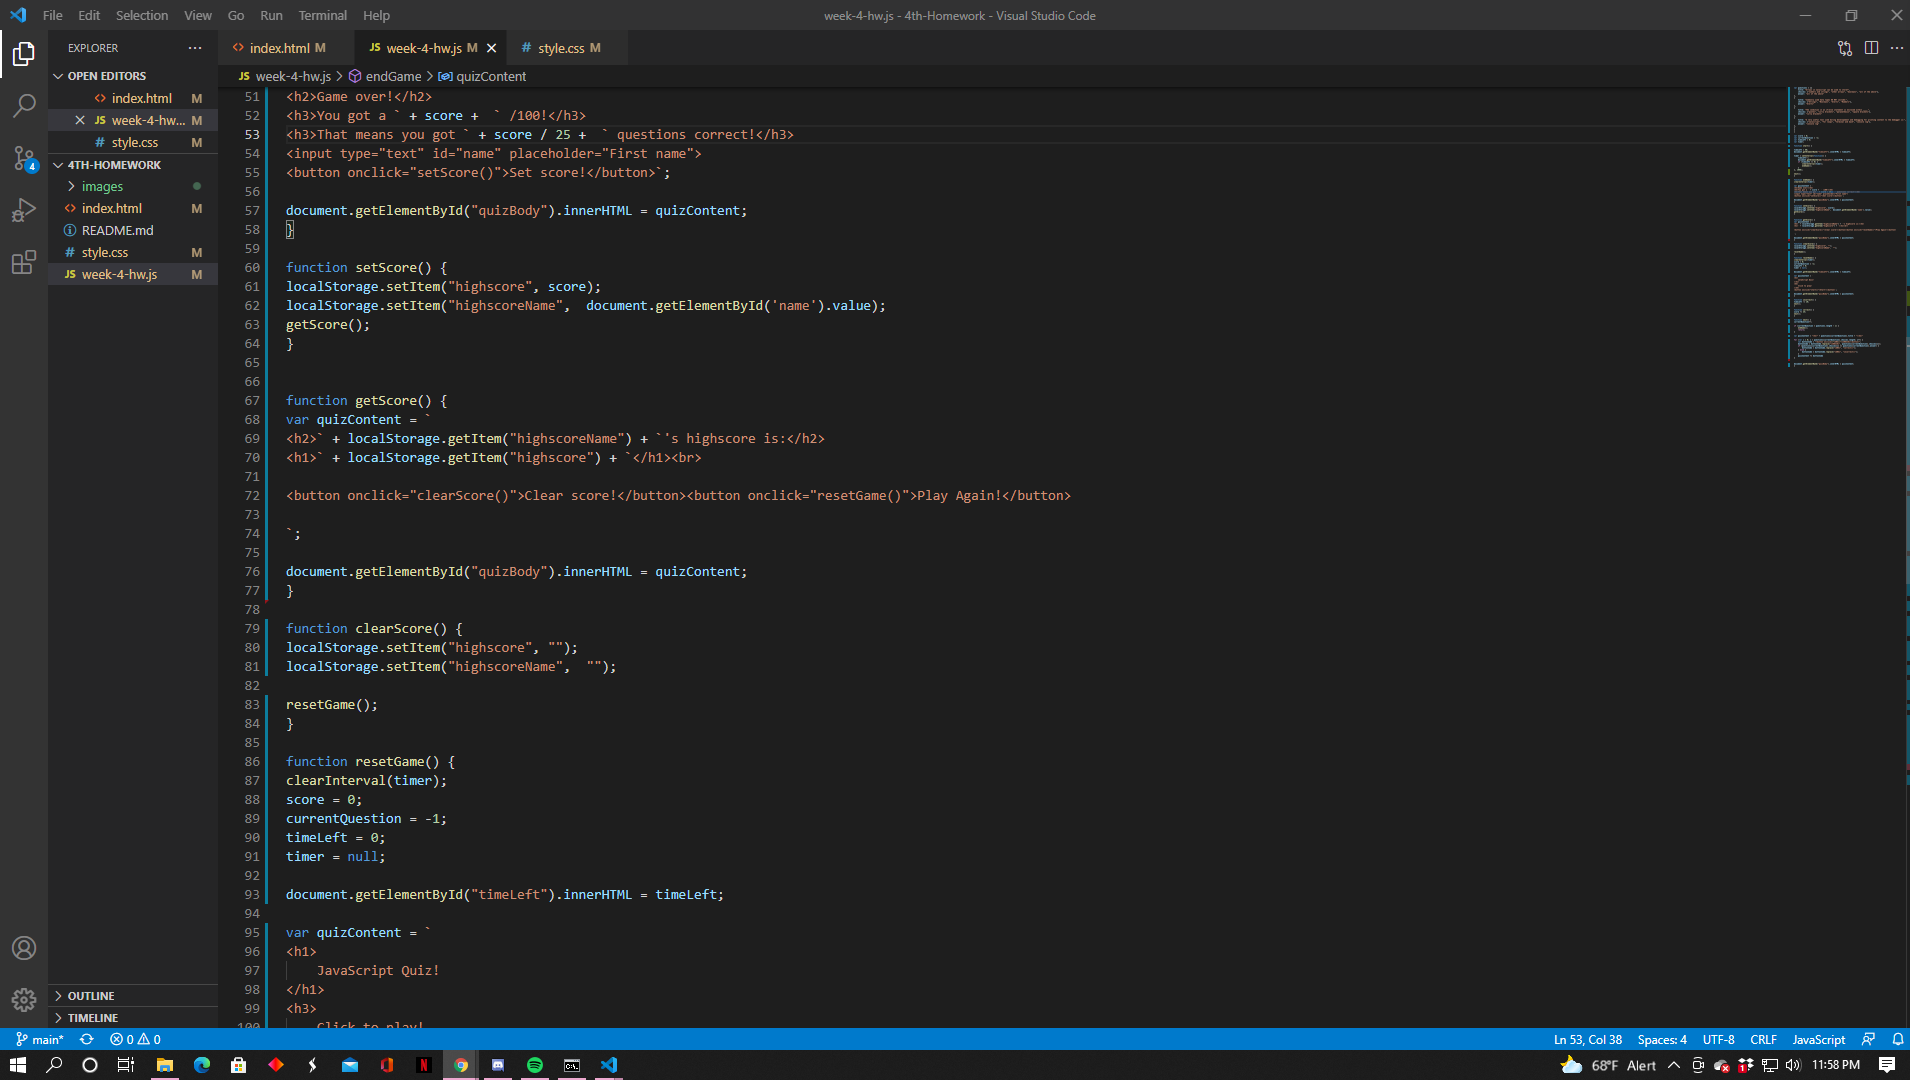 File Edit Selection View Go Run Terminal Help
week-4-hw.js - 4th-Homework - Visual Studio Code
EXPLORER
OPEN EDITORS
index.html M
JS week-4-hw... M
# style.css M
4TH-HOMEWORK
images
index.html M
README.md
# style.css M
JS week-4-hw.js M
4
OUTLINE
TIMELINE
index.html M
JS week-4-hw.js M
# style.css M
JS week-4-hw.js > endGame > quizContent
51 <h2>Game over!</h2>
52 <h3>You got a ` + score +  ` /100!</h3>
53 <h3>That means you got ` + score / 25 +  ` questions correct!</h3>
54 <input type="text" id="name" placeholder="First name">
55 <button onclick="setScore()">Set score!</button>`;
56
57 document.getElementById("quizBody").innerHTML = quizContent;
58 }
59
60 function setScore() {
61 localStorage.setItem("highscore", score);
62 localStorage.setItem("highscoreName",  document.getElementById('name').value);
63 getScore();
64 }
65
66
67 function getScore() {
68 var quizContent = `
69 <h2>` + localStorage.getItem("highscoreName") + `'s highscore is:</h2>
70 <h1>` + localStorage.getItem("highscore") + `</h1><br>
71
72 <button onclick="clearScore()">Clear score!</button><button onclick="resetGame()">Play Again!</button>
73
74 `;
75
76 document.getElementById("quizBody").innerHTML = quizContent;
77 }
78
79 function clearScore() {
80 localStorage.setItem("highscore", "");
81 localStorage.setItem("highscoreName",  "");
82
83 resetGame();
84 }
85
86 function resetGame() {
87 clearInterval(timer);
88 score = 0;
89 currentQuestion = -1;
90 timeLeft = 0;
91 timer = null;
92
93 document.getElementById("timeLeft").innerHTML = timeLeft;
94
95 var quizContent = `
96 <h1>
97     JavaScript Quiz!
98 </h1>
99 <h3>
100     Click to play!
main* 0 0
Ln 53, Col 38 Spaces: 4 UTF-8 CRLF JavaScript
68°F Alert 11:58 PM